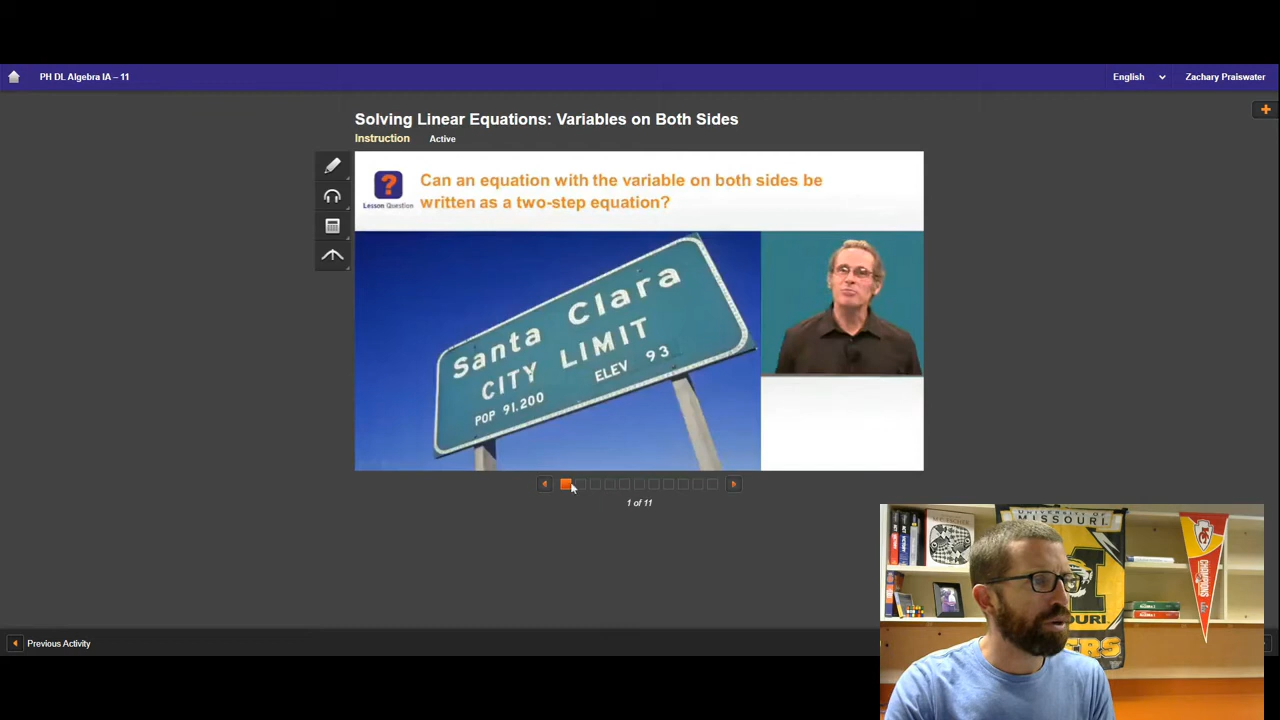 PH DL Algebra IA – 11
English
Zachary Praiswater
Solving Linear Equations: Variables on Both Sides
Instruction Active
?
Lesson Question
Can an equation with the variable on both sides be
written as a two-step equation?
Santa Clara
CITY LIMIT
POP 91.200 ELEV 93
1 of 11
Previous Activity
UNIVERSITY OF
MISSOURI
CHAMPIONS